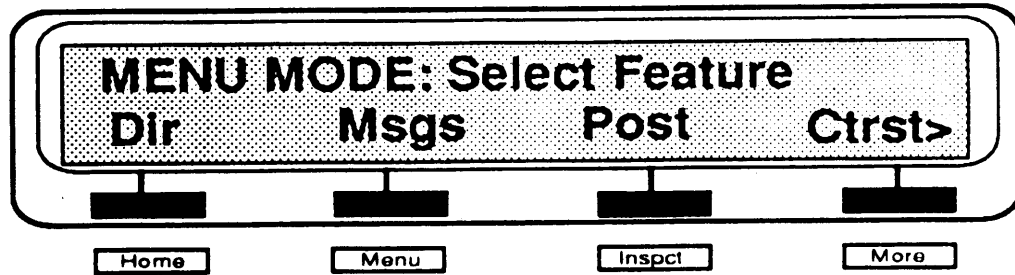 MENU MODE: Select Feature
Dir Msgs Post Ctrst>
Home Menu Inspct More